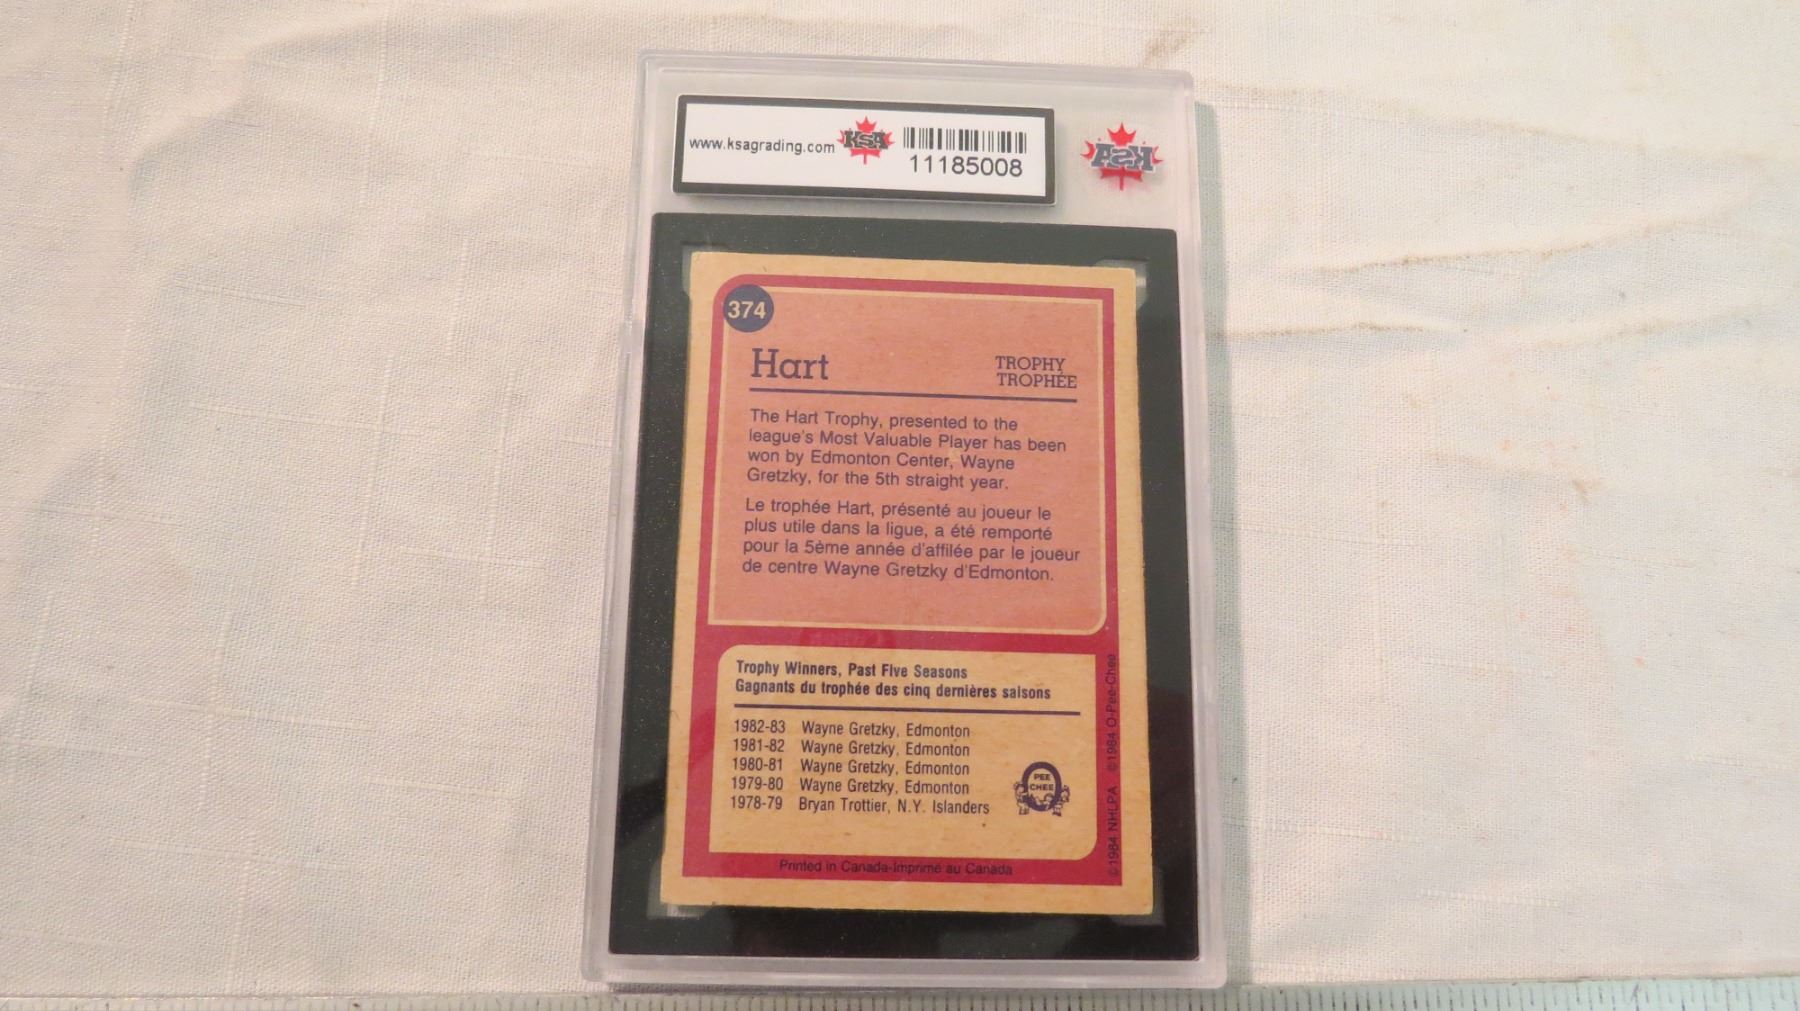 www.ksagrading.com KSA
11185008
KSA
374
Hart
TROPHY
TROPHÉE
The Hart Trophy, presented to the
league's Most Valuable Player has been
won by Edmonton Center, Wayne
Gretzky, for the 5th straight year.
Le trophée Hart, présenté au joueur le
plus utile dans la ligue, a été remporté
pour la 5ème année d'affilée par le joueur
de centre Wayne Gretzky d'Edmonton.
Trophy Winners, Past Five Seasons
Gagnants du trophée des cinq dernières saisons
1982-83 Wayne Gretzky, Edmonton
1981-82 Wayne Gretzky, Edmonton
1980-81 Wayne Gretzky, Edmonton
1979-80 Wayne Gretzky, Edmonton
1978-79 Bryan Trottier, N.Y. Islanders
O
PEE
CHEE
©1984 NHLPA ©1984 O-Pee-Chee
Printed in Canada-Imprimé au Canada